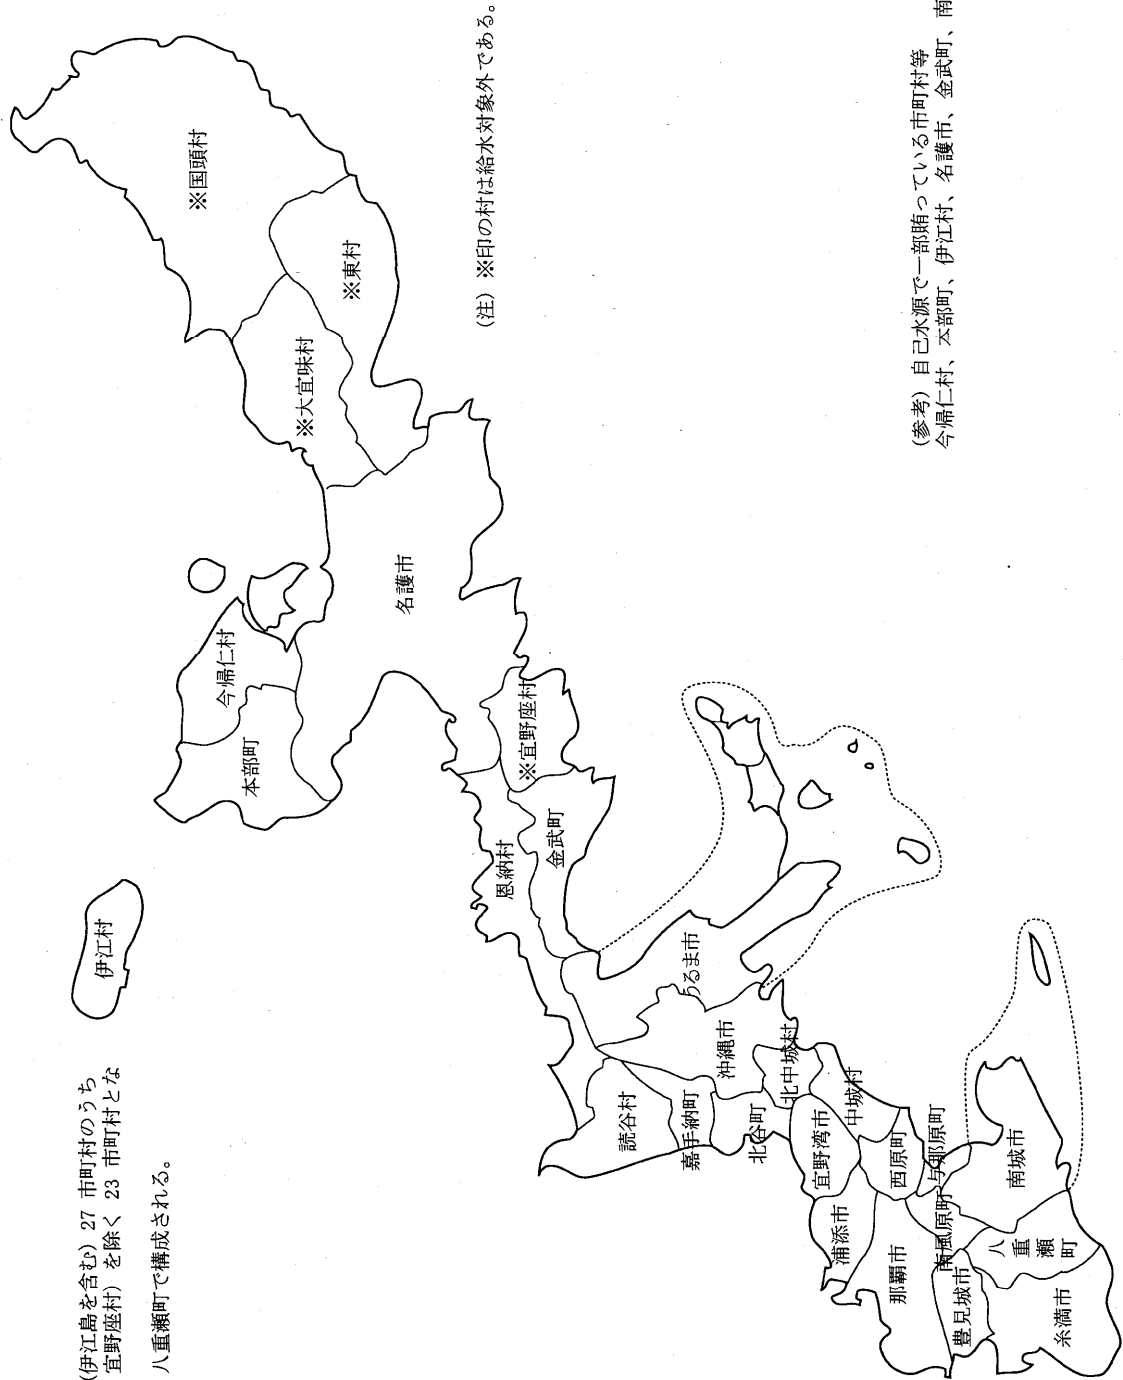 (伊江島を含む) 27 市町村のうち
宜野座村) を除く 23 市町村とな
八重瀬町で構成される。
伊江村
本部町
今帰仁村
※国頭村
※大宜味村
※東村
名護市
(注) ※印の村は給水対象外である。
恩納村
※宜野座村
金武町
うるま市
読谷村
嘉手納町
沖縄市
北谷町
北中城村
宜野湾市
中城村
浦添市
西原町
那覇市
与那原町
南風原町
豊見城市
南城市
八重瀬町
糸満市
(参考) 自己水源で一部賄っている市町村等
今帰仁村、本部町、伊江村、名護市、金武町、南